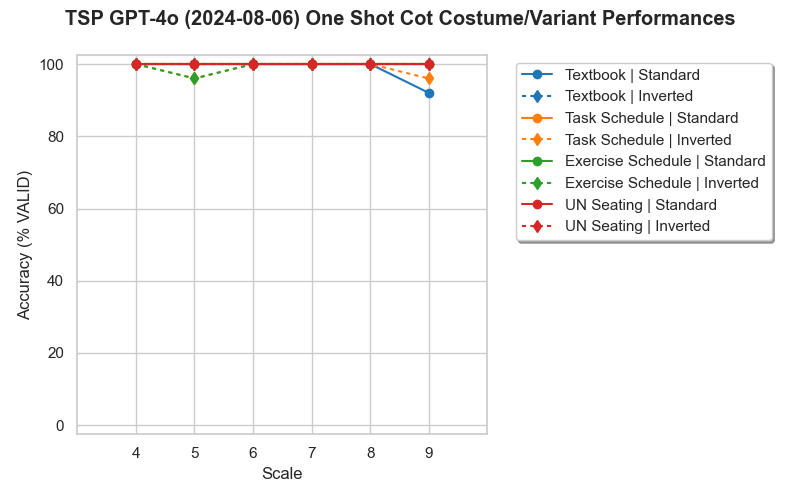 TSP GPT-4o (2024-08-06) One Shot Cot Costume/Variant Performances
100
80
60
40
20
0
Accuracy (% VALID)
4 5 6 7 8 9
Scale
Textbook | Standard
Textbook | Inverted
Task Schedule | Standard
Task Schedule | Inverted
Exercise Schedule | Standard
Exercise Schedule | Inverted
UN Seating | Standard
UN Seating | Inverted